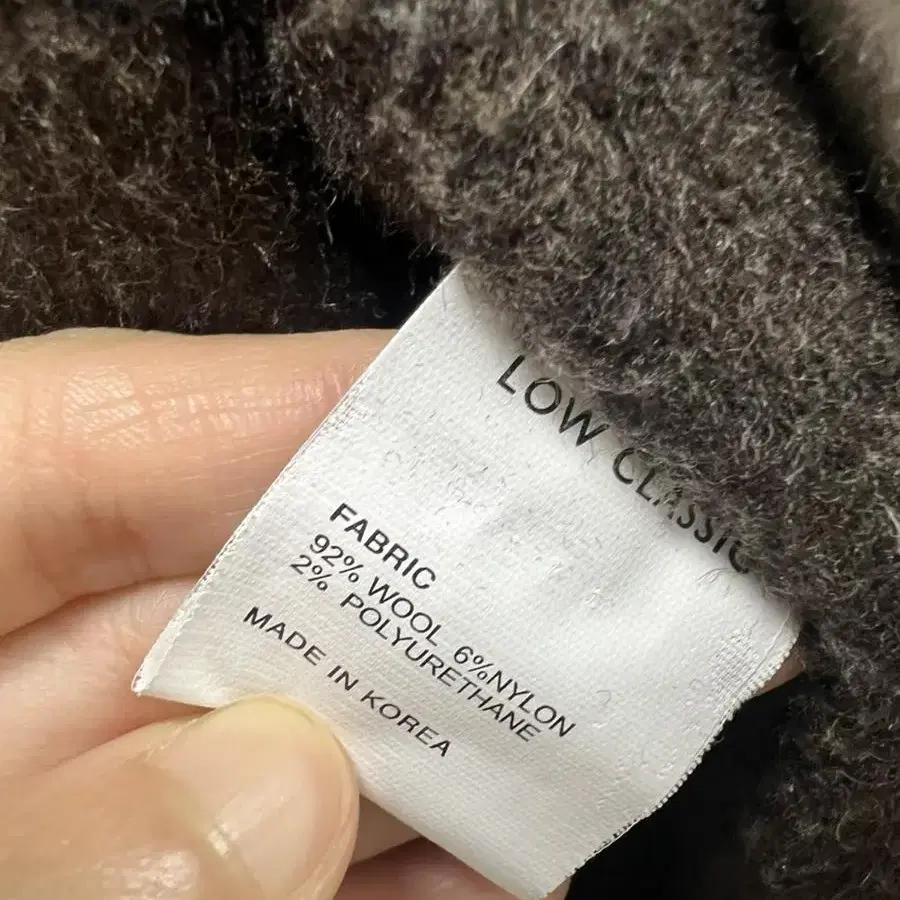 LOW CLASSIC
FABRIC
92% WOOL 6%NYLON
2% POLYURETHANE
MADE IN KOREA